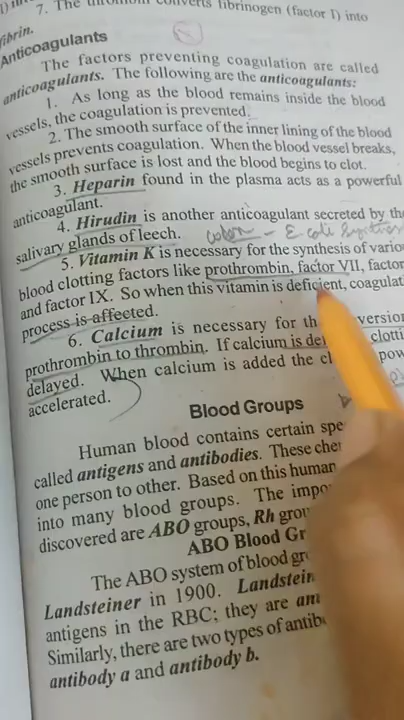 7. The converts fibrinogen (factor I) into
fibrin.
Anticoagulants
The factors preventing coagulation are called
anticoagulants. The following are the anticoagulants:
1. As long as the blood remains inside the blood
vessels, the coagulation is prevented.
2. The smooth surface of the inner lining of the blood
vessels prevents coagulation. When the blood vessel breaks,
the smooth surface is lost and the blood begins to clot.
3. Heparin found in the plasma acts as a powerful
anticoagulant.
4. Hirudin is another anticoagulant secreted by the
salivary glands of leech. Colon - E. coli
5. Vitamin K is necessary for the synthesis of vario
blood clotting factors like prothrombin, factor VII, factor
and factor IX. So when this vitamin is deficient, coagulat
process is affected.
6. Calcium is necessary for th version
prothrombin to thrombin. If calcium is de clotti
delayed. When calcium is added the cl pow
accelerated.
Blood Groups
Human blood contains certain spe
called antigens and antibodies. These che
one person to other. Based on this human
into many blood groups. The impo
discovered are ABO groups, Rh grou
ABO Blood Gr
The ABO system of blood gr
Landsteiner in 1900. Landstein
antigens in the RBC; they are an
Similarly, there are two types of antib
antibody a and antibody b.